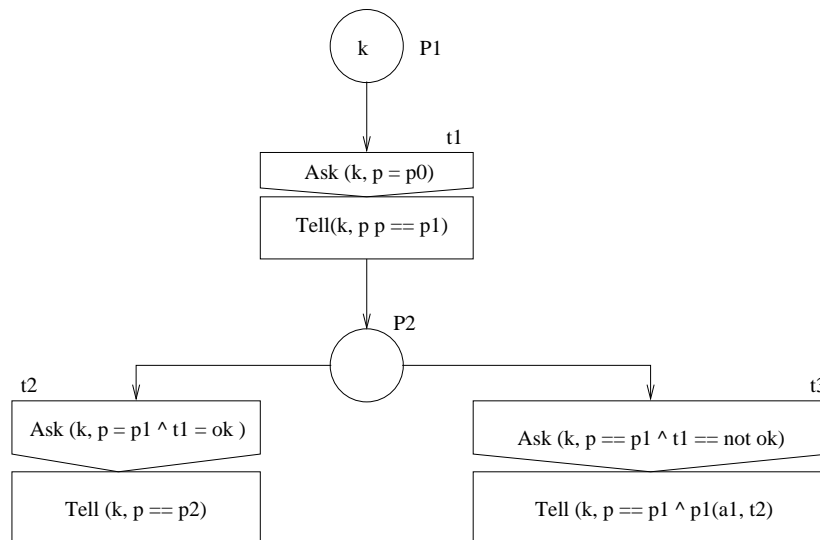 k P1
t1
Ask (k, p = p0)
Tell(k, p p == p1)
P2
t2 t3
Ask (k, p = p1 ^ t1 = ok )
Ask (k, p == p1 ^ t1 == not ok)
Tell (k, p == p2)
Tell (k, p == p1 ^ p1(a1, t2)